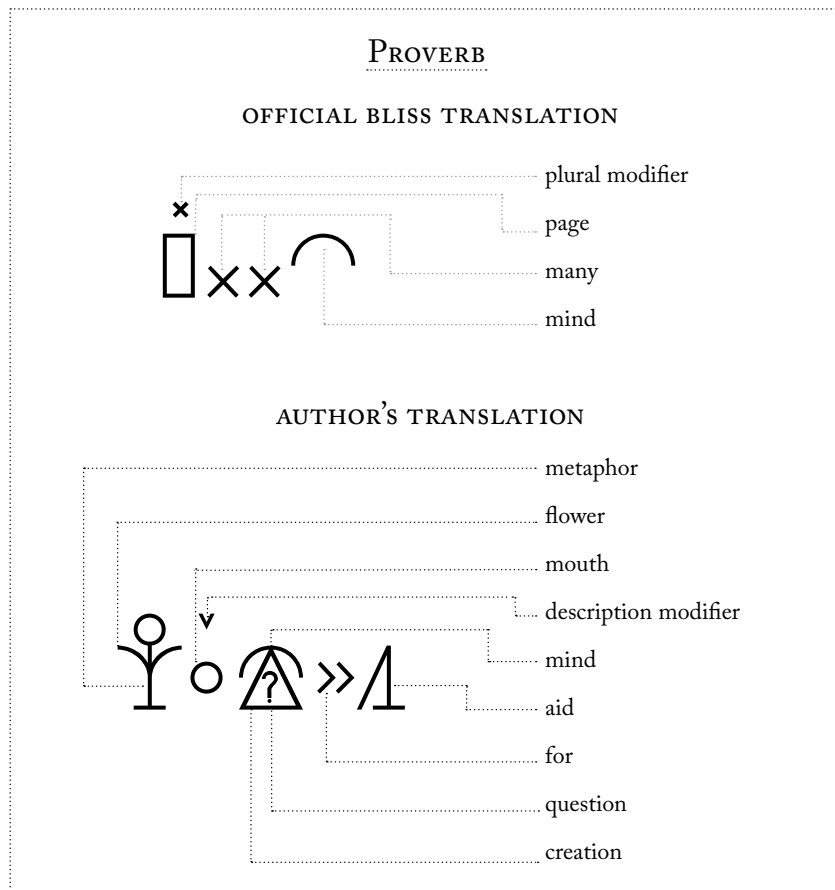 Proverb
official bliss translation
plural modifier
page
many
mind
author's translation
metaphor
flower
mouth
description modifier
mind
aid
?
for
question
creation